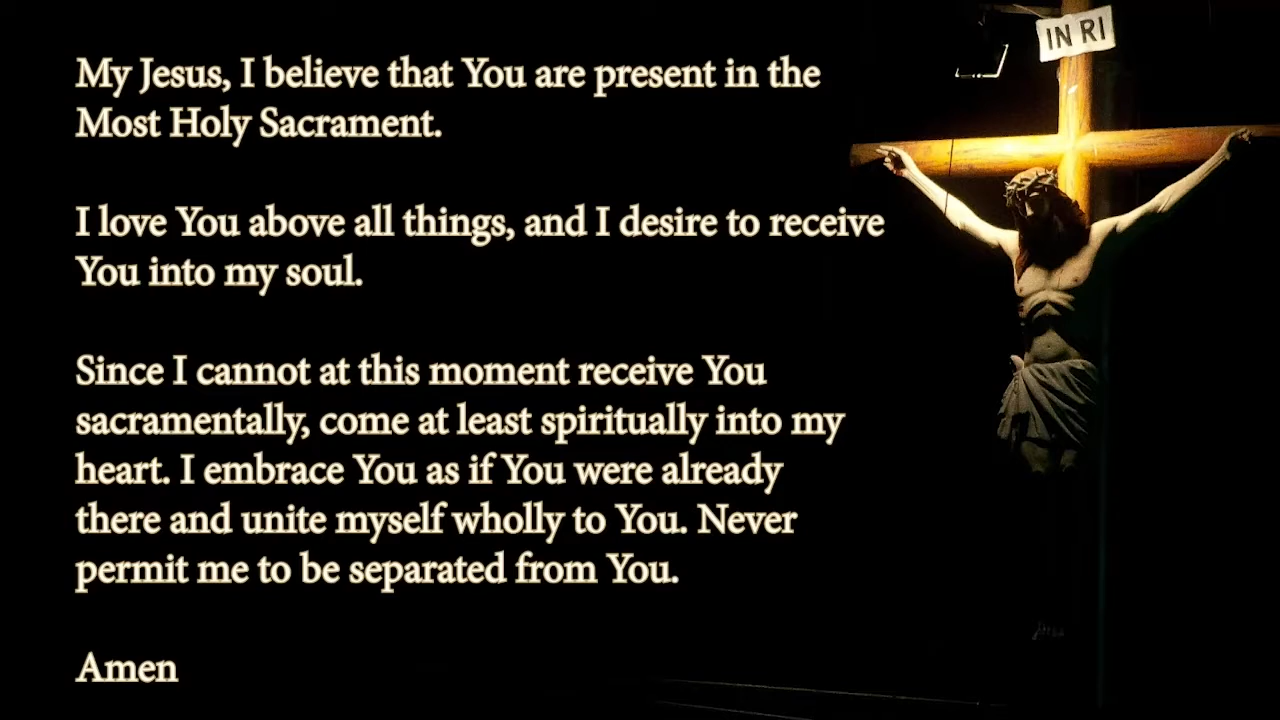 My Jesus, I believe that You are present in the
Most Holy Sacrament.
I love You above all things, and I desire to receive
You into my soul.
Since I cannot at this moment receive You
sacramentally, come at least spiritually into my
heart. I embrace You as if You were already
there and unite myself wholly to You. Never
permit me to be separated from You.
Amen
INRI